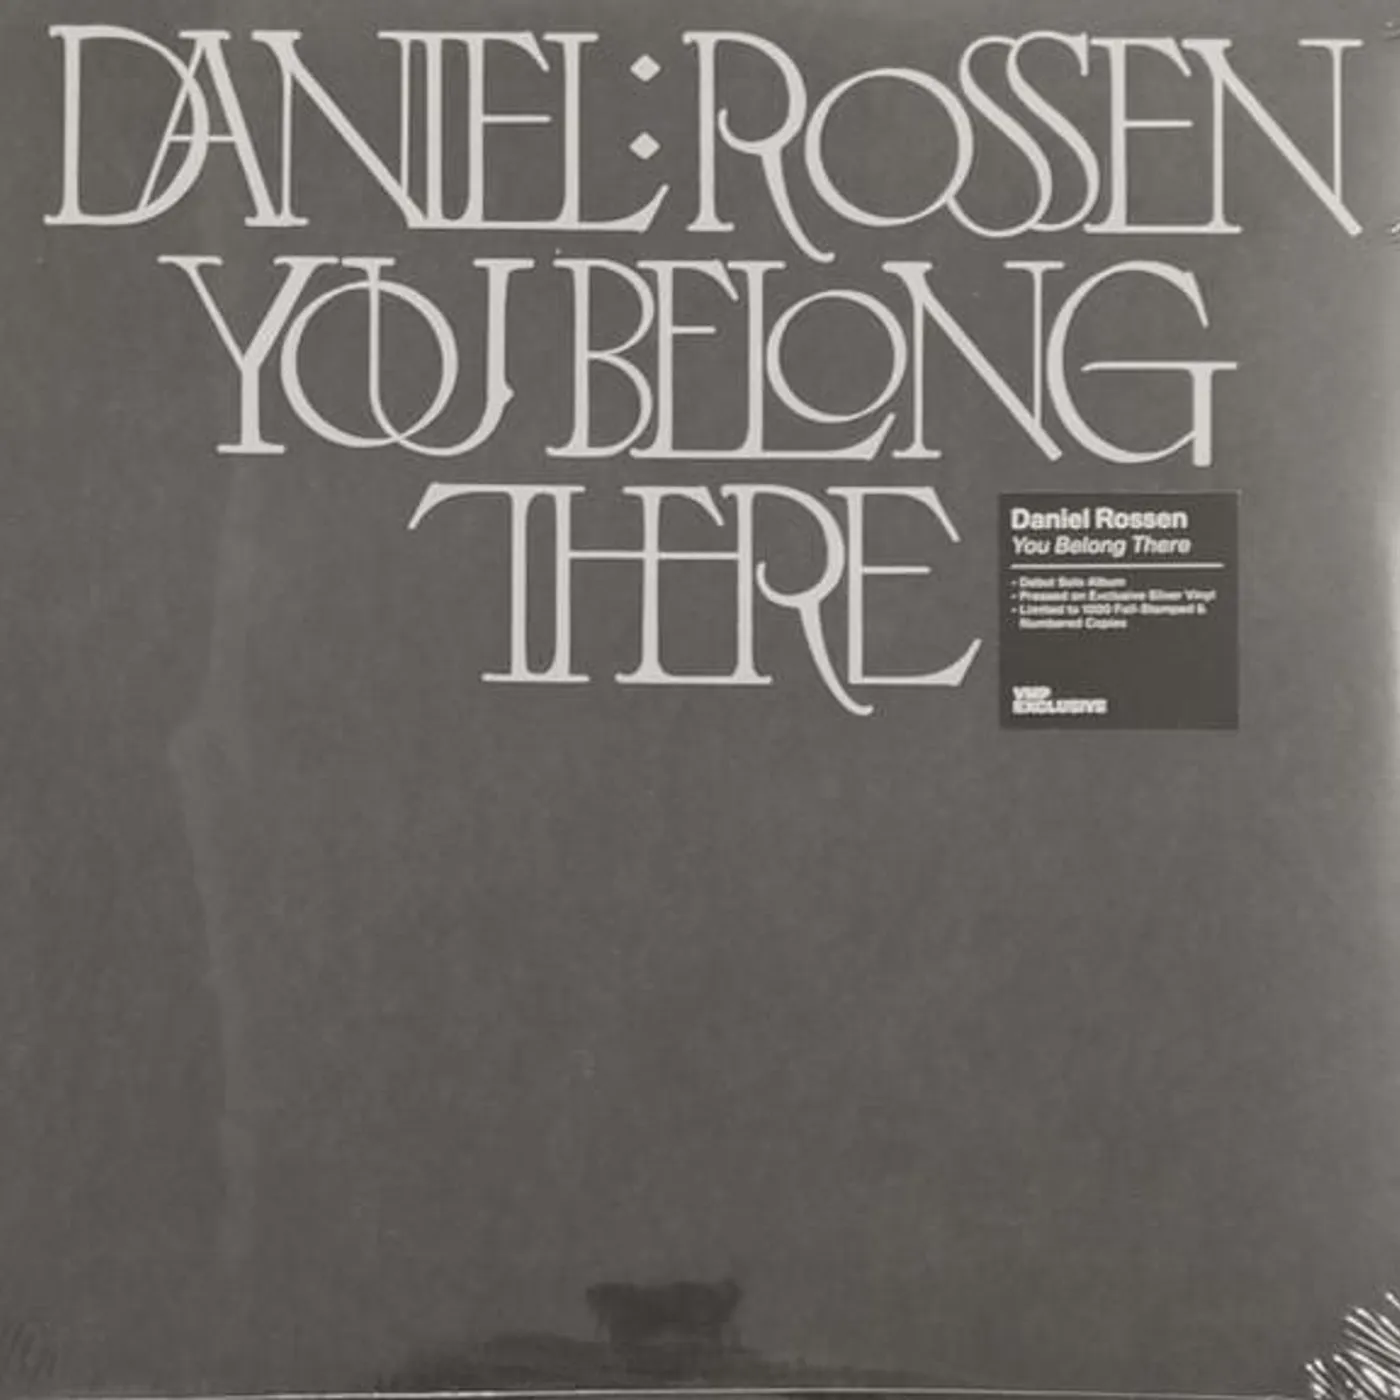 DANIEL: ROSSEN
YOU BELONG
THERE
Daniel Rossen
You Belong There
- Debut Solo Album
- Pressed on Exclusive Silver Vinyl
- Limited to 1000 Foil-Stamped &
Numbered Copies
VMP
EXCLUSIVE